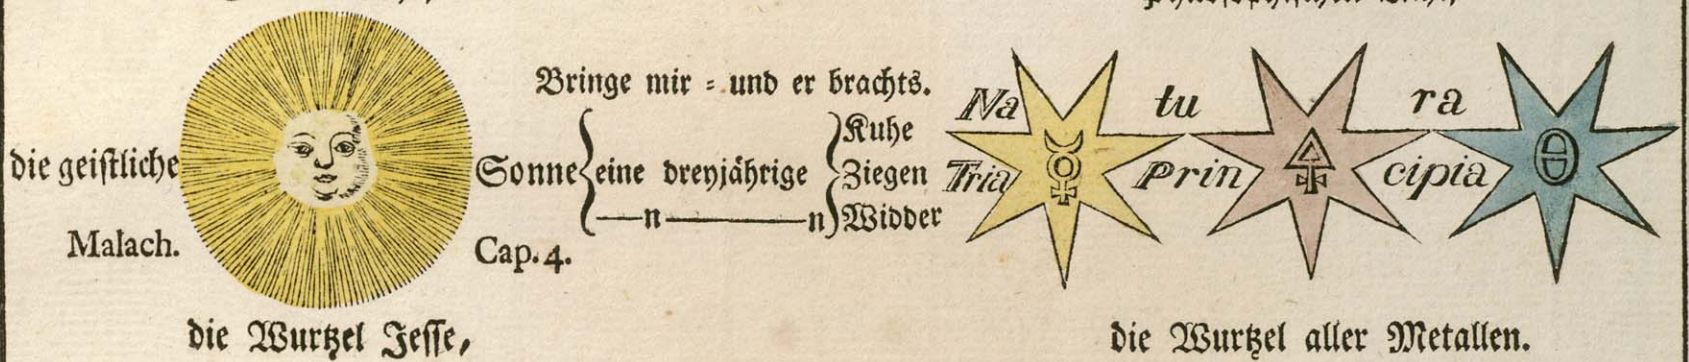 Bringe mir = und er brachts.
die geistliche Sonne eine dreyjährige Kuhe
Ziegen
—n— —n Widder
Malach. Cap. 4.
Na tu ra
Tria Prin cipia
die Wurtzel Jesse,
die Wurtzel aller Metallen.